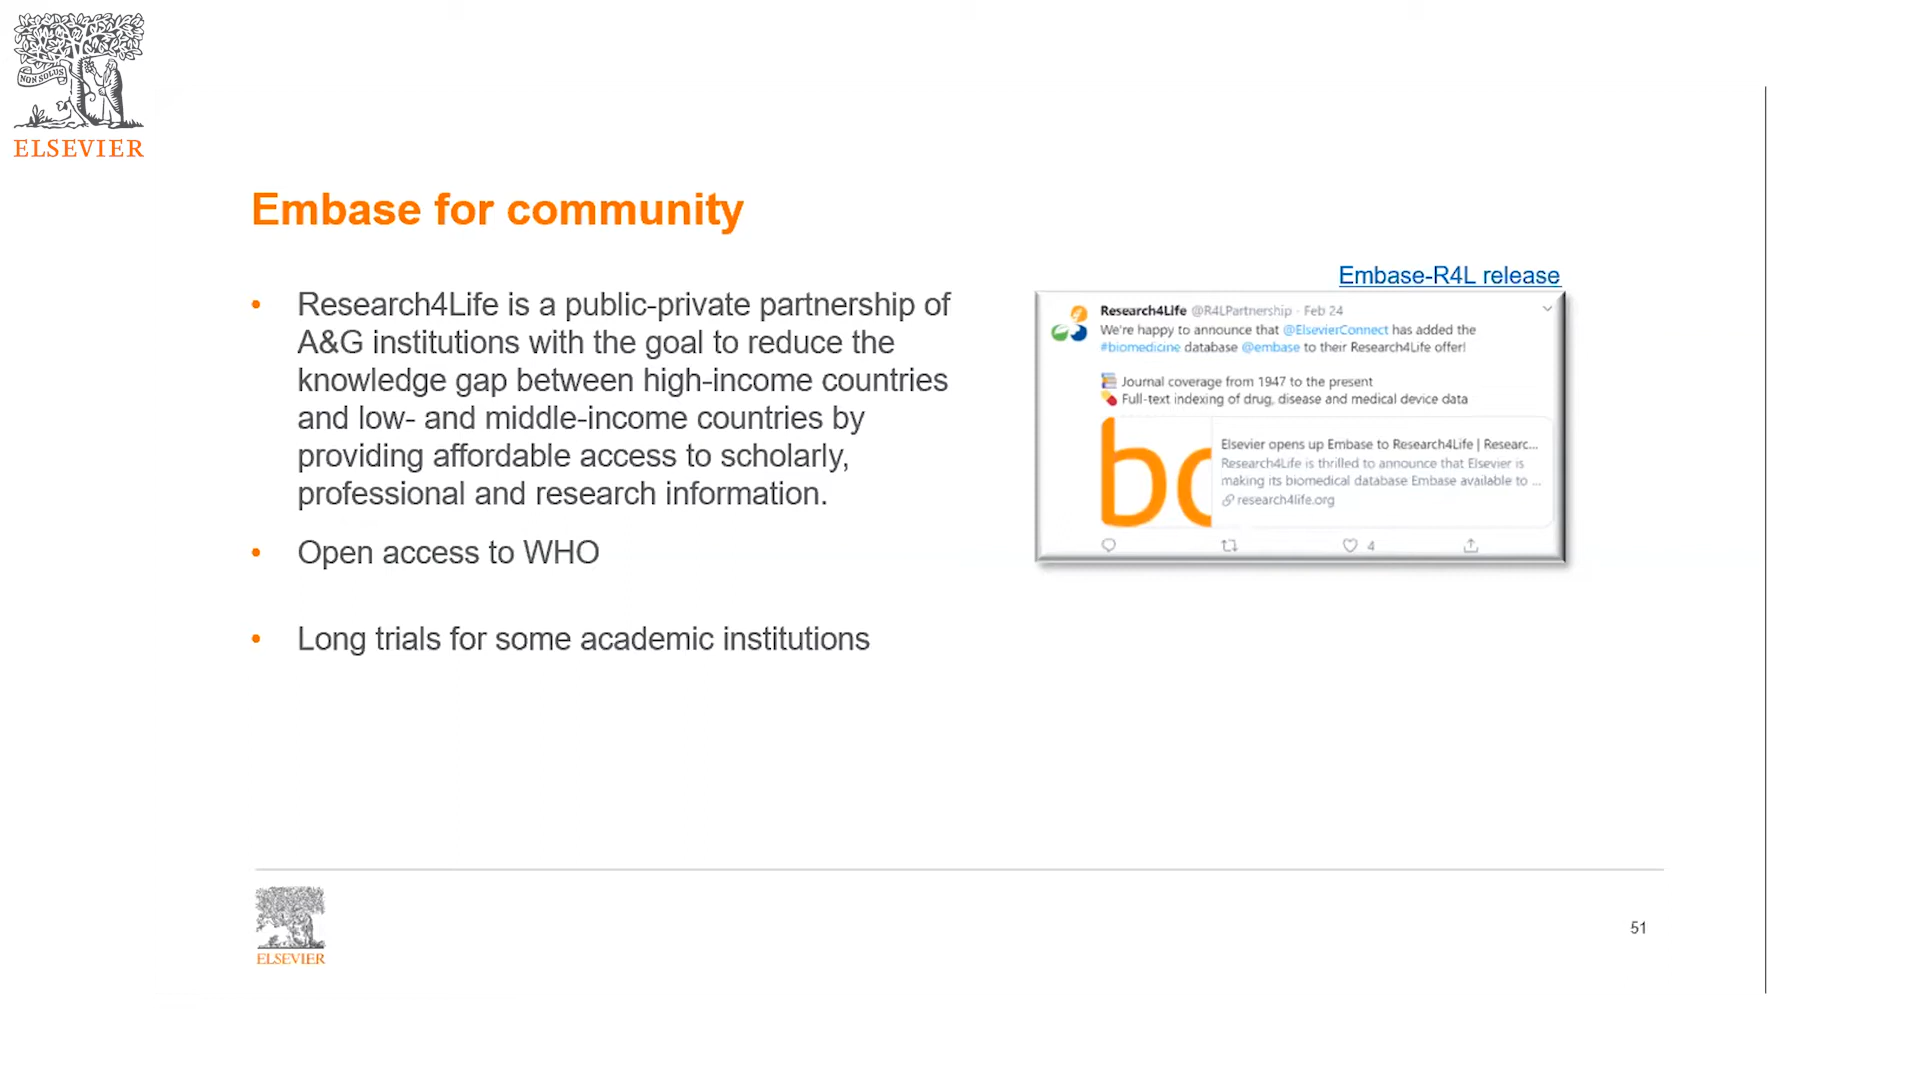 NON SOLUS
ELSEVIER
Embase for community
• Research4Life is a public-private partnership of
A&G institutions with the goal to reduce the
knowledge gap between high-income countries
and low- and middle-income countries by
providing affordable access to scholarly,
professional and research information.
• Open access to WHO
• Long trials for some academic institutions
Embase-R4L release
Research4Life @R4LPartnership · Feb 24
We're happy to announce that @ElsevierConnect has added the
#biomedicine database @embase to their Research4Life offer!
Journal coverage from 1947 to the present
Full-text indexing of drug, disease and medical device data
Elsevier opens up Embase to Research4Life | Researc...
Research4Life is thrilled to announce that Elsevier is
making its biomedical database Embase available to ...
research4life.org
4
ELSEVIER
51